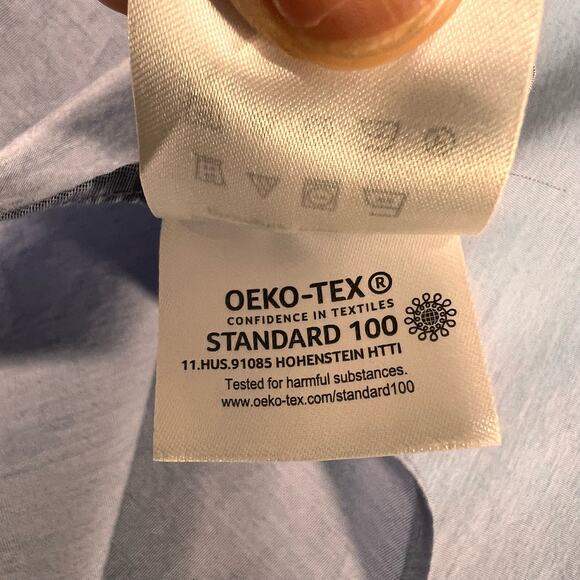 OEKO-TEX®
CONFIDENCE IN TEXTILES
STANDARD 100
11.HUS.91085 HOHENSTEIN HTTI
Tested for harmful substances.
www.oeko-tex.com/standard100